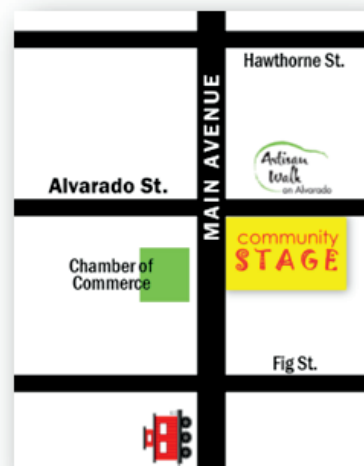 Hawthorne St.
MAIN AVENUE
Artisan
Walk
on Alvarado
Alvarado St.
community
STAGE
Chamber of
Commerce
Fig St.